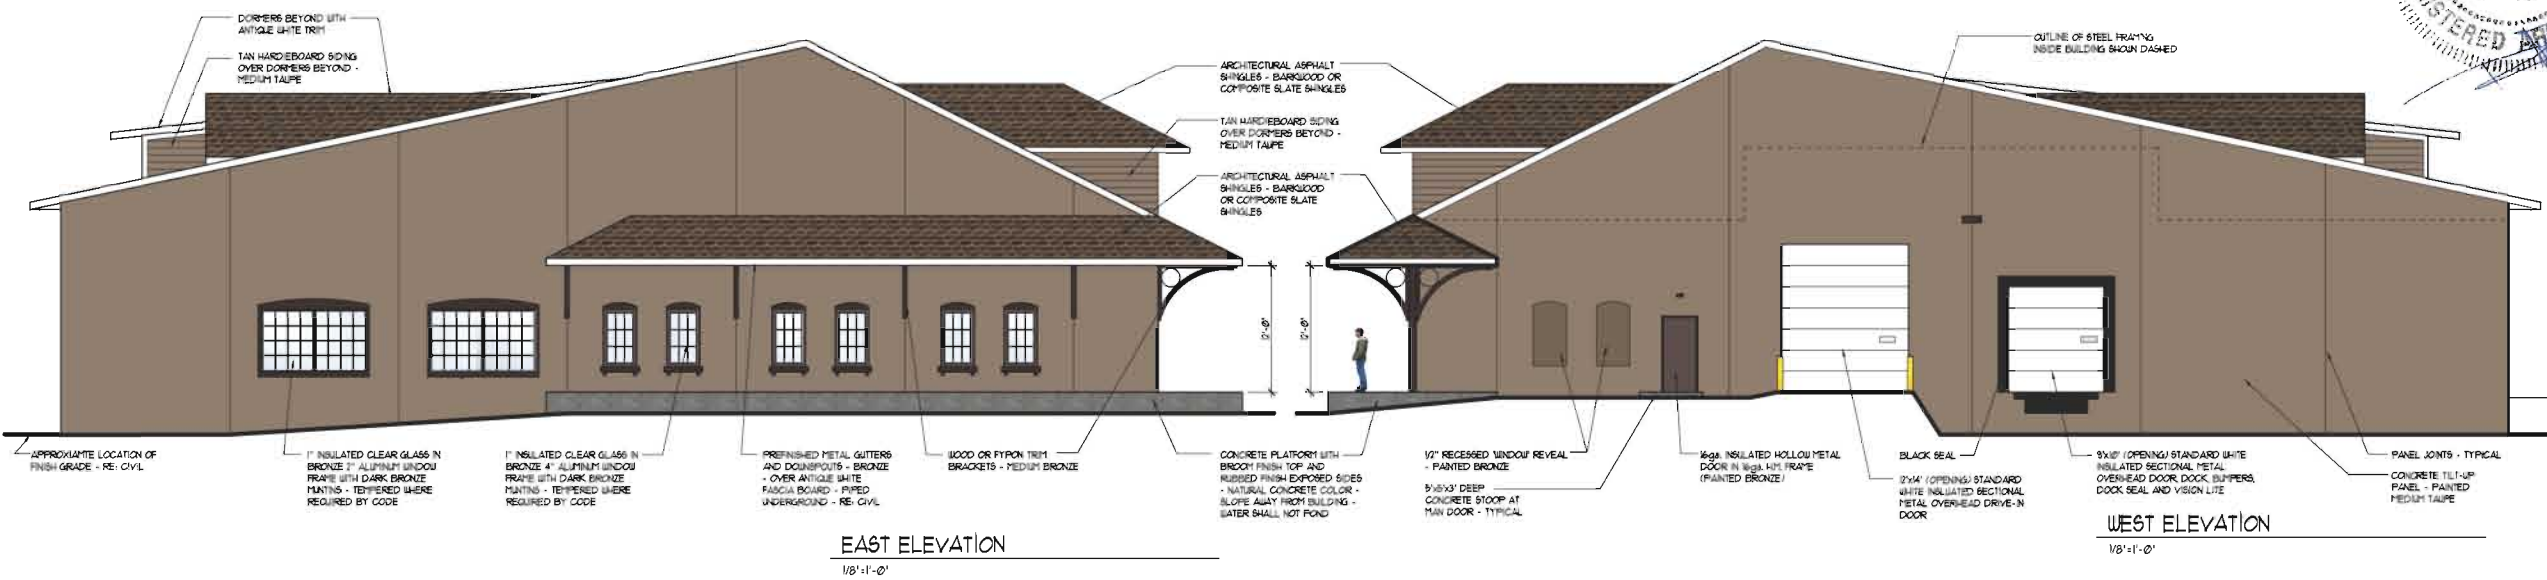 DORMERS BEYOND WITH
ANTIQUE WHITE TRIM
TAN HARDIEBOARD SIDING
OVER DORMERS BEYOND -
MEDIUM TAUPE
ARCHITECTURAL ASPHALT
SHINGLES - BARKWOOD OR
COMPOSITE SLATE SHINGLES
TAN HARDIEBOARD SIDING
OVER DORMERS BEYOND -
MEDIUM TAUPE
ARCHITECTURAL ASPHALT
SHINGLES - BARKWOOD
OR COMPOSITE SLATE
SHINGLES
OUTLINE OF STEEL FRAMING
INSIDE BUILDING SHOWN DASHED
STERED
12'-0"
12'-0"
APPROXIAMTE LOCATION OF
FINISH GRADE - RE: CIVIL
1" INSULATED CLEAR GLASS IN
BRONZE 2" ALUMINUM WINDOW
FRAME WITH DARK BRONZE
MUNTINS - TEMPERED WHERE
REQUIRED BY CODE
1" INSULATED CLEAR GLASS IN
BRONZE 4" ALUMINUM WINDOW
FRAME WITH DARK BRONZE
MUNTINS - TEMPERED WHERE
REQUIRED BY CODE
PREFINISHED METAL GUTTERS
AND DOWNSPOUTS - BRONZE
- OVER ANTIQUE WHITE
FASCIA BOARD - PIPED
UNDERGROUND - RE: CIVIL
WOOD OR FYPON TRIM
BRACKETS - MEDIUM BRONZE
CONCRETE PLATFORM WITH
BROOM FINISH TOP AND
RUBBED FINISH EXPOSED SIDES
- NATURAL CONCRETE COLOR -
SLOPE AWAY FROM BUILDING -
WATER SHALL NOT POND
1/2" RECESSED WINDOW REVEAL
- PAINTED BRONZE
5'x5'x3' DEEP
CONCRETE STOOP AT
MAN DOOR - TYPICAL
16ga. INSULATED HOLLOW METAL
DOOR IN 16ga. H.M. FRAME
(PAINTED BRONZE)
BLACK SEAL
12'x14' (OPENING) STANDARD
WHITE INSULATED SECTIONAL
METAL OVERHEAD DRIVE-IN
DOOR
9'x10' (OPENING) STANDARD WHITE
INSULATED SECTIONAL METAL
OVERHEAD DOOR, DOCK BUMPERS,
DOCK SEAL AND VISION LITE
PANEL JOINTS - TYPICAL
CONCRETE TILT-UP
PANEL - PAINTED
MEDIUM TAUPE
EAST ELEVATION
1/8"=1'-0"
WEST ELEVATION
1/8"=1'-0"